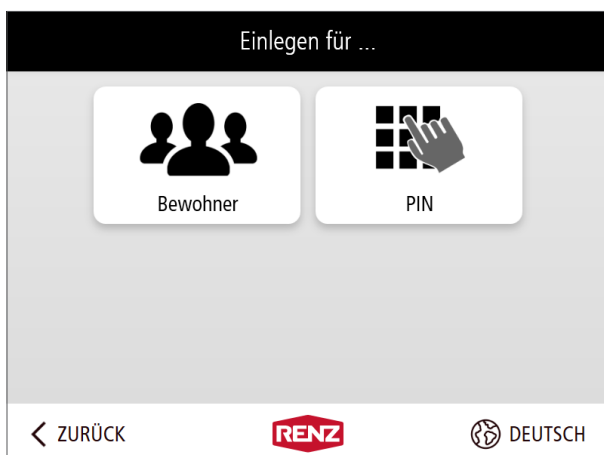 Einlegen für ...
Bewohner
PIN
ZURÜCK
RENZ
DEUTSCH